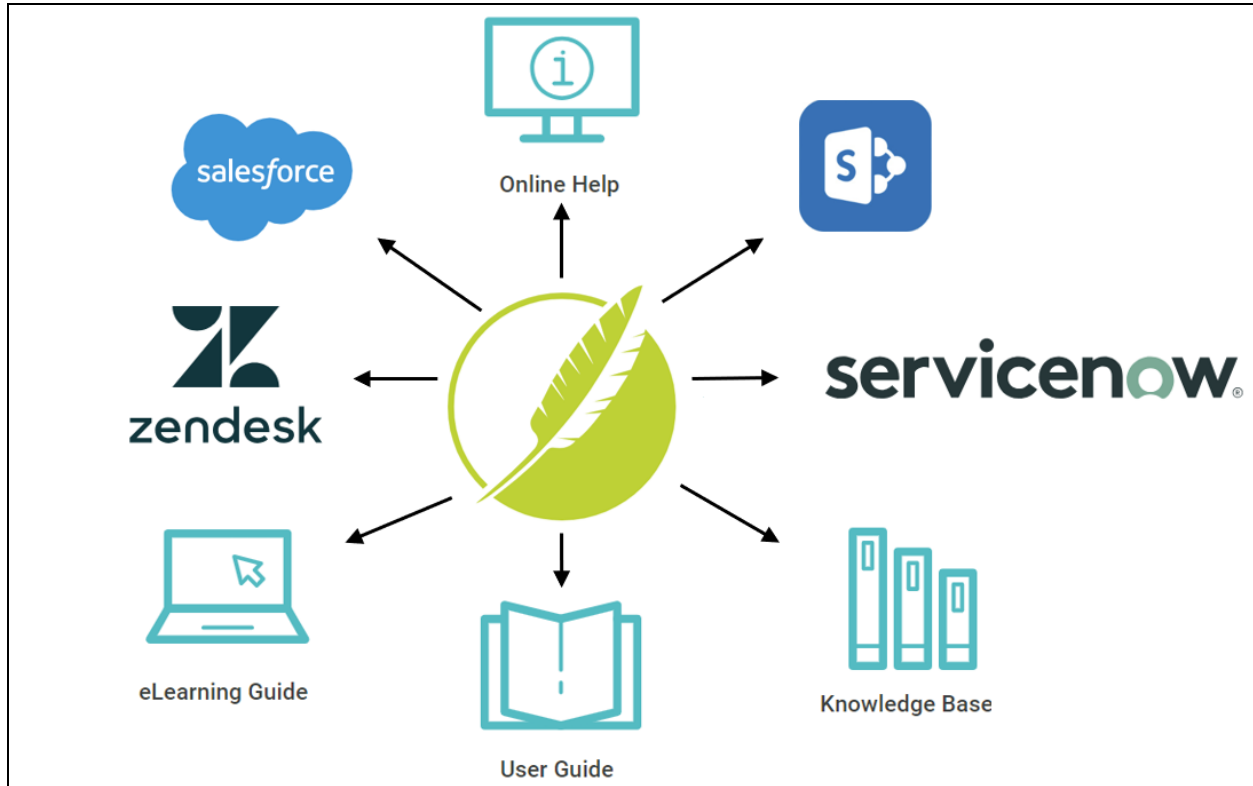 i
Online Help
salesforce
S
zendesk
servicenow®
eLearning Guide
User Guide
Knowledge Base